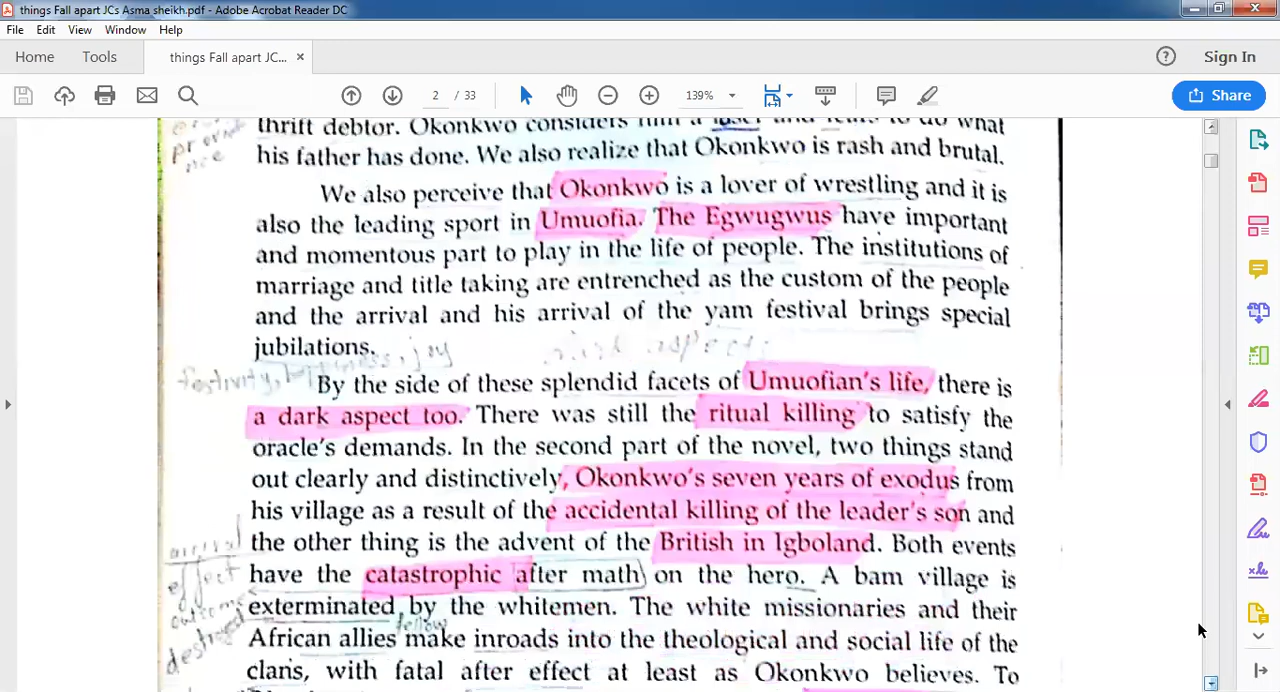 things Fall apart JCs Asma sheikh.pdf - Adobe Acrobat Reader DC
File Edit View Window Help
Home Tools things Fall apart JC... × Sign In
2 / 33 139% Share
thrift debtor. Okonkwo considers him a loser and fears to do what
his father has done. We also realize that Okonkwo is rash and brutal.
We also perceive that Okonkwo is a lover of wrestling and it is
also the leading sport in Umuofia. The Egwugwus have important
and momentous part to play in the life of people. The institutions of
marriage and title taking are entrenched as the custom of the people
and the arrival and his arrival of the yam festival brings special
jubilations.
festivity, happiness, joy
By the side of these splendid facets of Umuofian's life, there is
a dark aspect too. There was still the ritual killing to satisfy the
oracle's demands. In the second part of the novel, two things stand
out clearly and distinctively, Okonkwo's seven years of exodus from
his village as a result of the accidental killing of the leader's son and
arrival
the other thing is the advent of the British in Igboland. Both events
effect
have the catastrophic after math on the hero. A bam village is
outcome
exterminated by the whitemen. The white missionaries and their
destroyed
fellow
African allies make inroads into the theological and social life of the
clans, with fatal after effect at least as Okonkwo believes. To